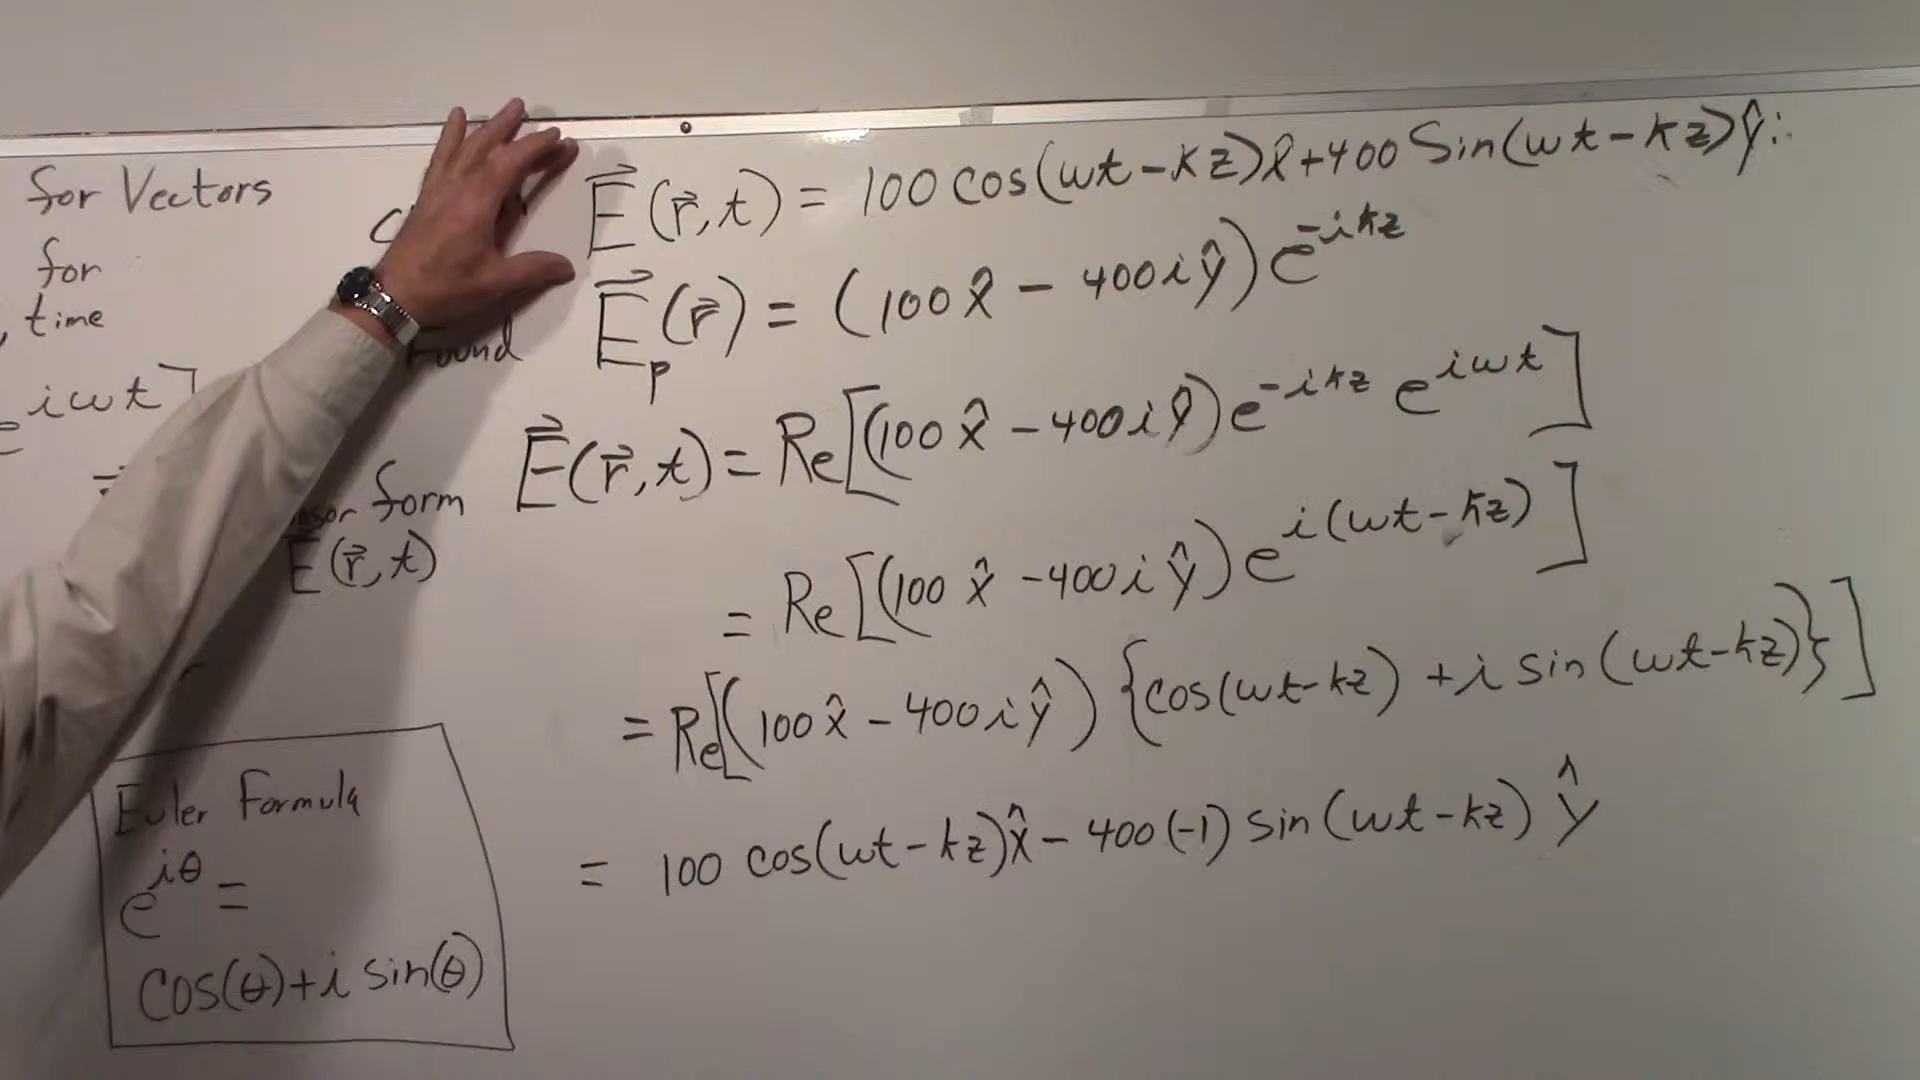 for Vectors
for
, time
e^{iωt}]
E⃗(r⃗,t) = 100 cos(ωt-kz)x̂+400 Sin(ωt-kz)ŷ.
Found E⃗_p(r⃗) = (100x̂ - 400iŷ)e^{-ikz}
form E⃗(r⃗,t) = Re[(100x̂ -400iŷ)e^{-ikz} e^{iωt}]
E⃗(r⃗,t)
= Re[(100x̂ -400iŷ)e^{i(ωt-kz)}]
= Re[(100x̂ - 400iŷ){cos(ωt-kz) +i sin(ωt-kz)}]
= 100 cos(ωt-kz)x̂ - 400(-1) sin(ωt-kz) ŷ
Euler Formula
e^{iθ} =
cos(θ)+i sin(θ)